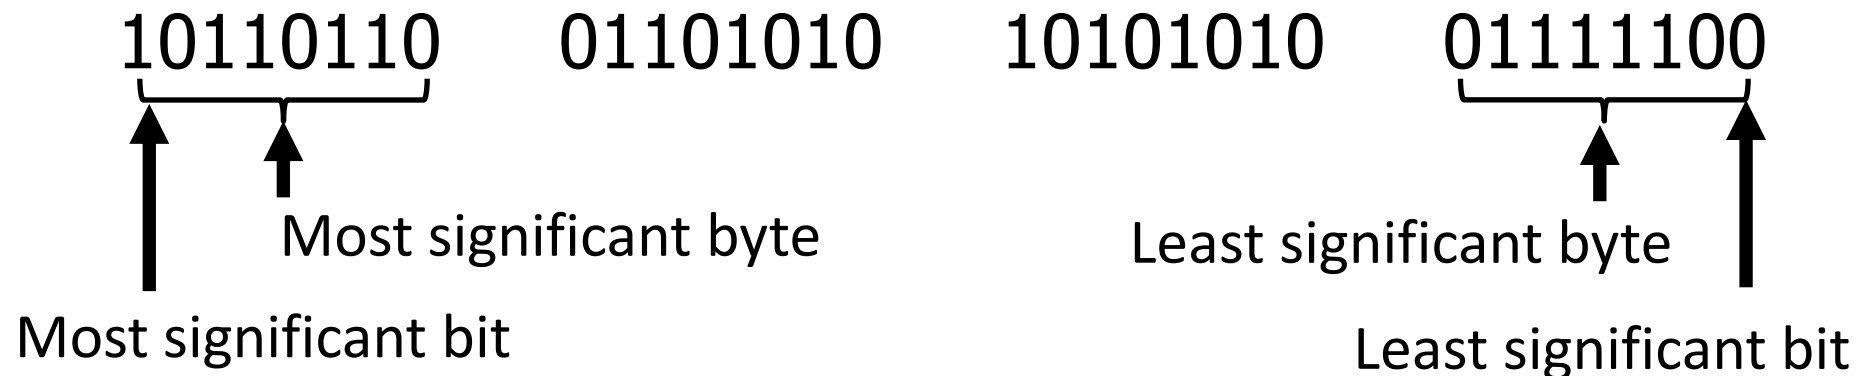 10110110 01101010 10101010 01111100
Most significant byte
Least significant byte
Most significant bit
Least significant bit